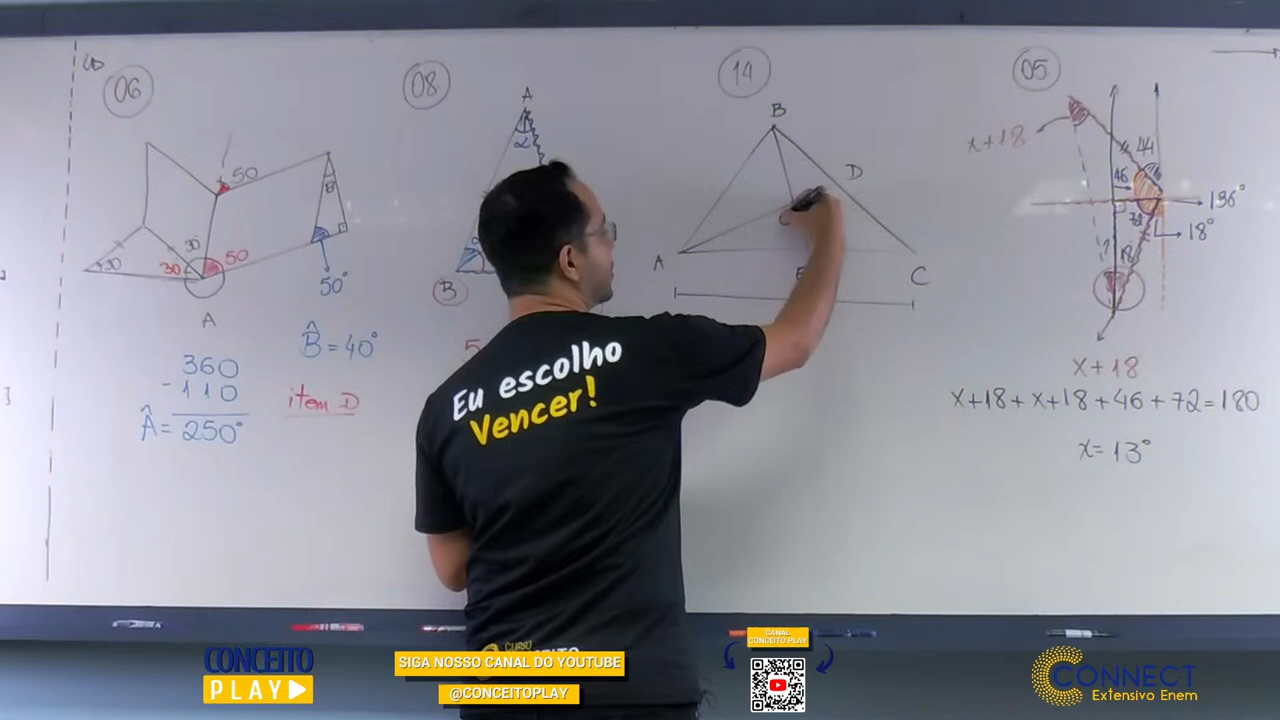 06
50
B
30
30
30
50
50°
A
360
- 110
Â = 250°
B̂ = 40°
item D
08
A
α
B
5
14
B
D
A
E
C
05
x+18
44
46
136°
18°
72
?
18
x+18
x+18+x+18+46+72=180
x= 13°
Eu escolho
Vencer!
CURSO
CONCEITO
PLAY
SIGA NOSSO CANAL DO YOUTUBE
@CONCEITOPLAY
CANAL
CONCEITO PLAY
CONNECT
Extensivo Enem